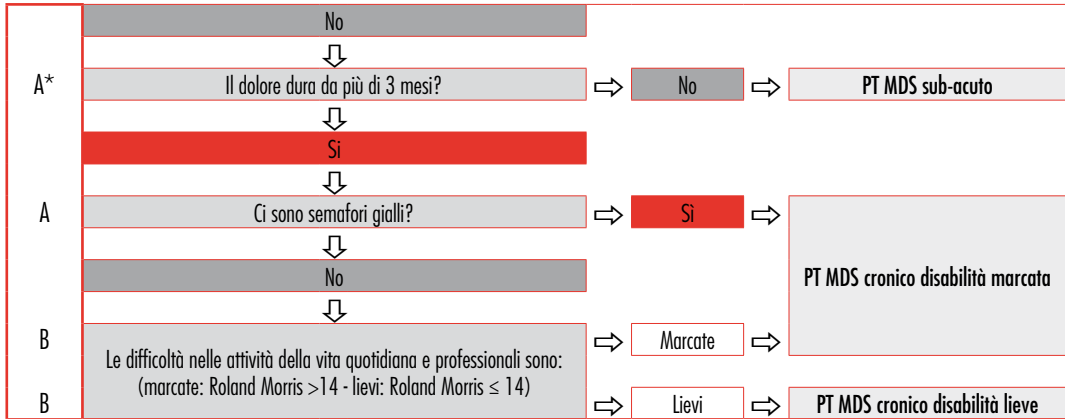 No
A*
Il dolore dura da più di 3 mesi?
No
PT MDS sub-acuto
Si
A
Ci sono semafori gialli?
Sì
PT MDS cronico disabilità marcata
No
B
Le difficoltà nelle attività della vita quotidiana e professionali sono:
(marcate: Roland Morris >14 - lievi: Roland Morris ≤ 14)
Marcate
B
Lievi
PT MDS cronico disabilità lieve